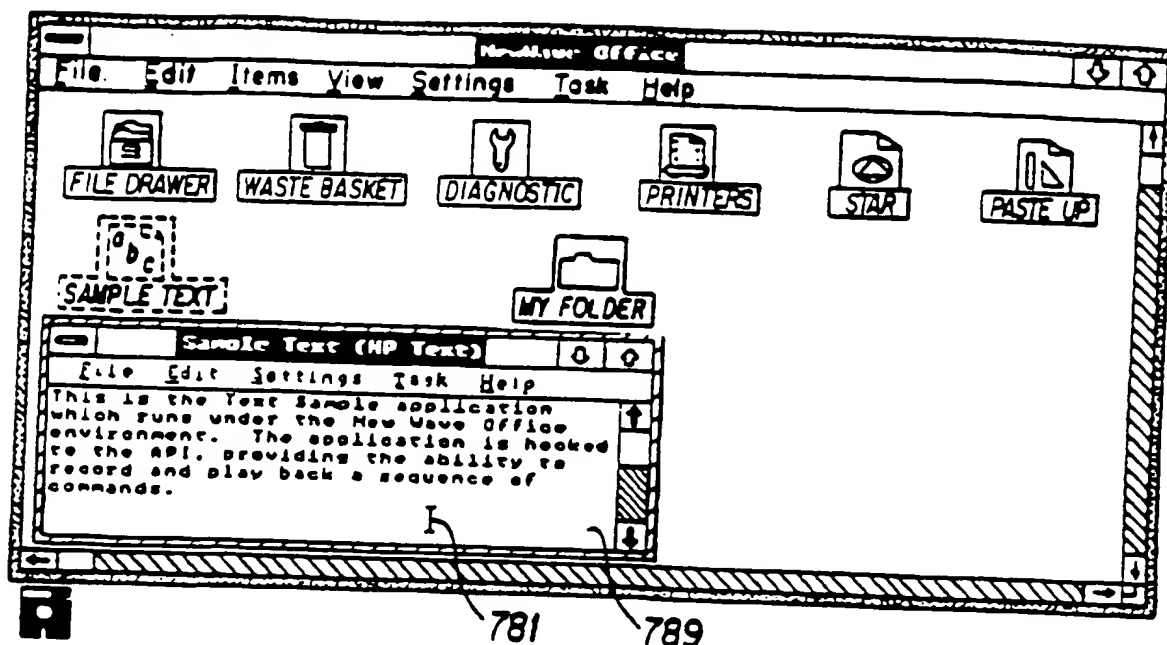 NewWave Office
File Edit Items View Settings Task Help
FILE DRAWER WASTE BASKET DIAGNOSTIC PRINTERS STAR PASTE UP
a b c
SAMPLE TEXT MY FOLDER
Sample Text (HP Text)
File Edit Settings Task Help
This is the Text Sample application
which runs under the New Wave Office
environment. The application is hooked
to the API, providing the ability to
record and play back a sequence of
commands.
781 789